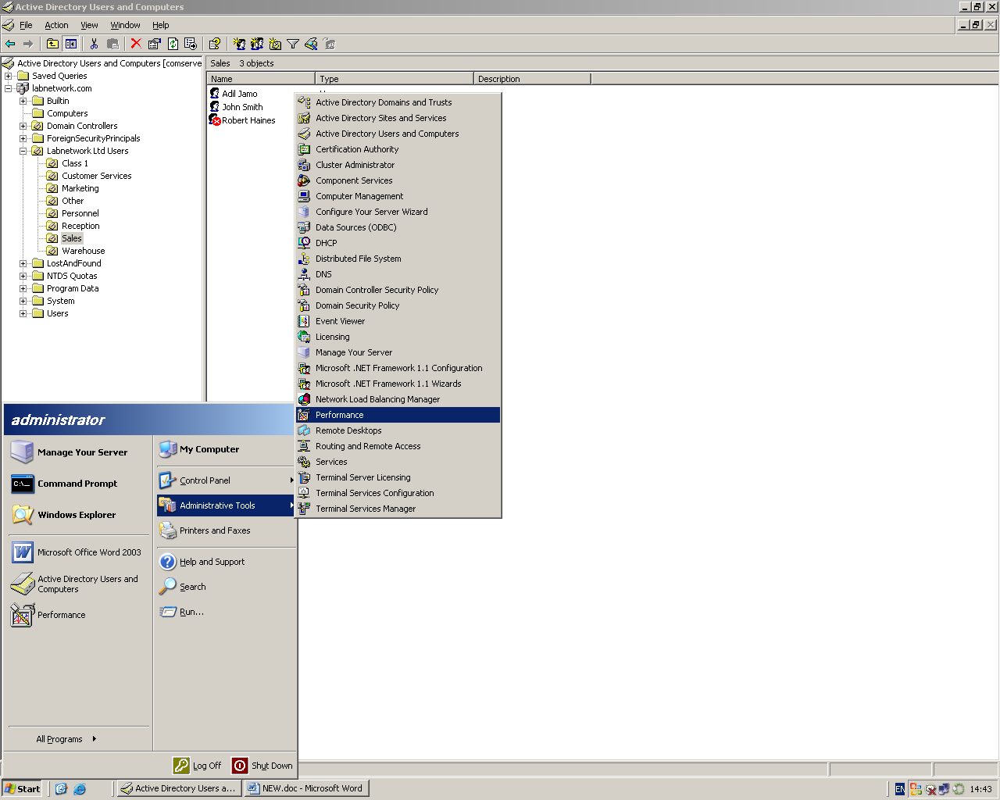 Active Directory Users and Computers
File Action View Window Help
Active Directory Users and Computers [comserve
Saved Queries
labnetwork.com
Builtin
Computers
Domain Controllers
ForeignSecurityPrincipals
Labnetwork Ltd Users
Class 1
Customer Services
Marketing
Other
Personnel
Reception
Sales
Warehouse
LostAndFound
NTDS Quotas
Program Data
System
Users
Sales 3 objects
Name Type Description
Adil Jamo
John Smith
Robert Haines
Active Directory Domains and Trusts
Active Directory Sites and Services
Active Directory Users and Computers
Certification Authority
Cluster Administrator
Component Services
Computer Management
Configure Your Server Wizard
Data Sources (ODBC)
DHCP
Distributed File System
DNS
Domain Controller Security Policy
Domain Security Policy
Event Viewer
Licensing
Manage Your Server
Microsoft .NET Framework 1.1 Configuration
Microsoft .NET Framework 1.1 Wizards
Network Load Balancing Manager
Performance
Remote Desktops
Routing and Remote Access
Services
Terminal Server Licensing
Terminal Services Configuration
Terminal Services Manager
administrator
Manage Your Server
Command Prompt
C:\_
Windows Explorer
Microsoft Office Word 2003
Active Directory Users and
Computers
Performance
All Programs
My Computer
Control Panel
Administrative Tools
Printers and Faxes
Help and Support
Search
Run...
Log Off Shut Down
Start
Active Directory Users a...
NEW.doc - Microsoft Word
EN
14:43